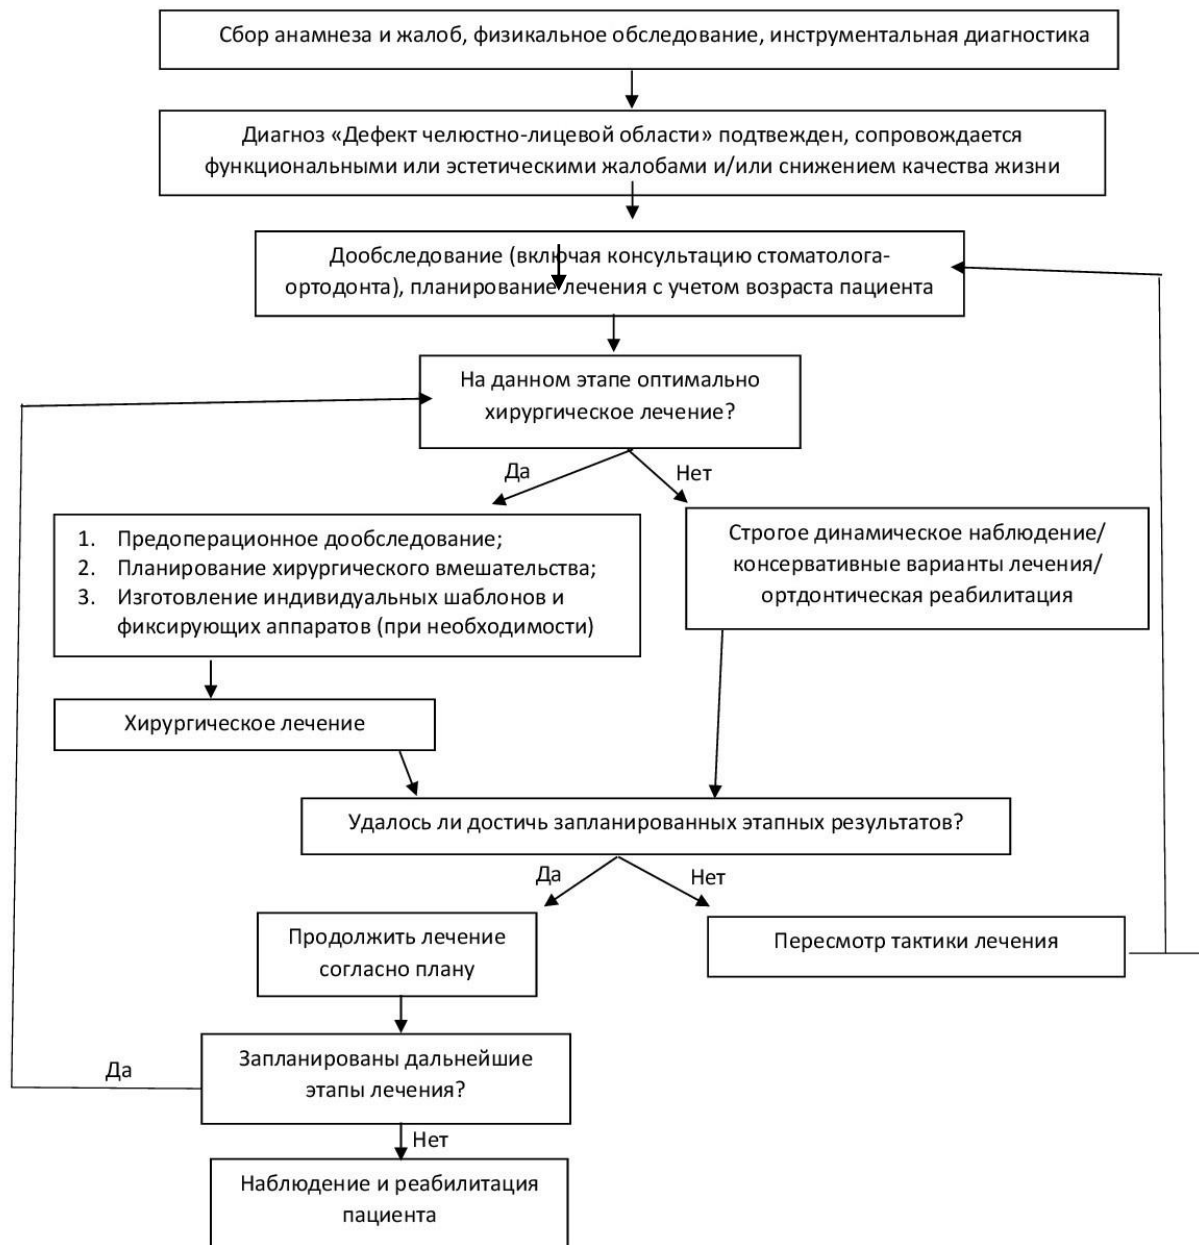 Сбор анамнеза и жалоб, физикальное обследование, инструментальная диагностика
Диагноз «Дефект челюстно-лицевой области» подтвежден, сопровождается
функциональными или эстетическими жалобами и/или снижением качества жизни
Дообследование (включая консультацию стоматолога-
ортодонта), планирование лечения с учетом возраста пациента
На данном этапе оптимально
хирургическое лечение?
Да
Нет
1. Предоперационное дообследование;
2. Планирование хирургического вмешательства;
3. Изготовление индивидуальных шаблонов и
фиксирующих аппаратов (при необходимости)
Строгое динамическое наблюдение/
консервативные варианты лечения/
ортдонтическая реабилитация
Хирургическое лечение
Удалось ли достичь запланированных этапных результатов?
Да
Нет
Продолжить лечение
согласно плану
Пересмотр тактики лечения
Запланированы дальнейшие
этапы лечения?
Да
Нет
Наблюдение и реабилитация
пациента